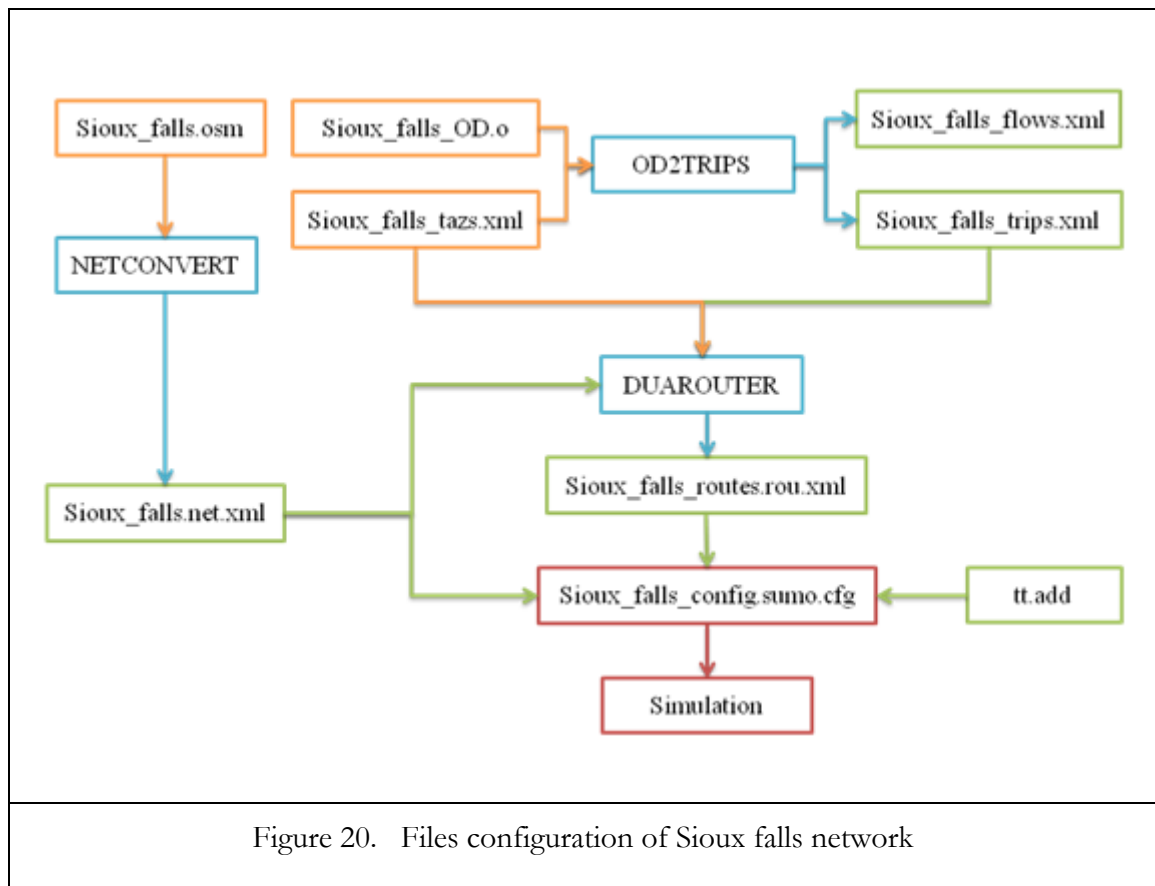 Sioux_falls.osm
Sioux_falls_OD.o
OD2TRIPS
Sioux_falls_flows.xml
Sioux_falls_tazs.xml
Sioux_falls_trips.xml
NETCONVERT
DUAROUTER
Sioux_falls_routes.rou.xml
Sioux_falls.net.xml
Sioux_falls_config.sumo.cfg
tt.add
Simulation
Figure 20. Files configuration of Sioux falls network